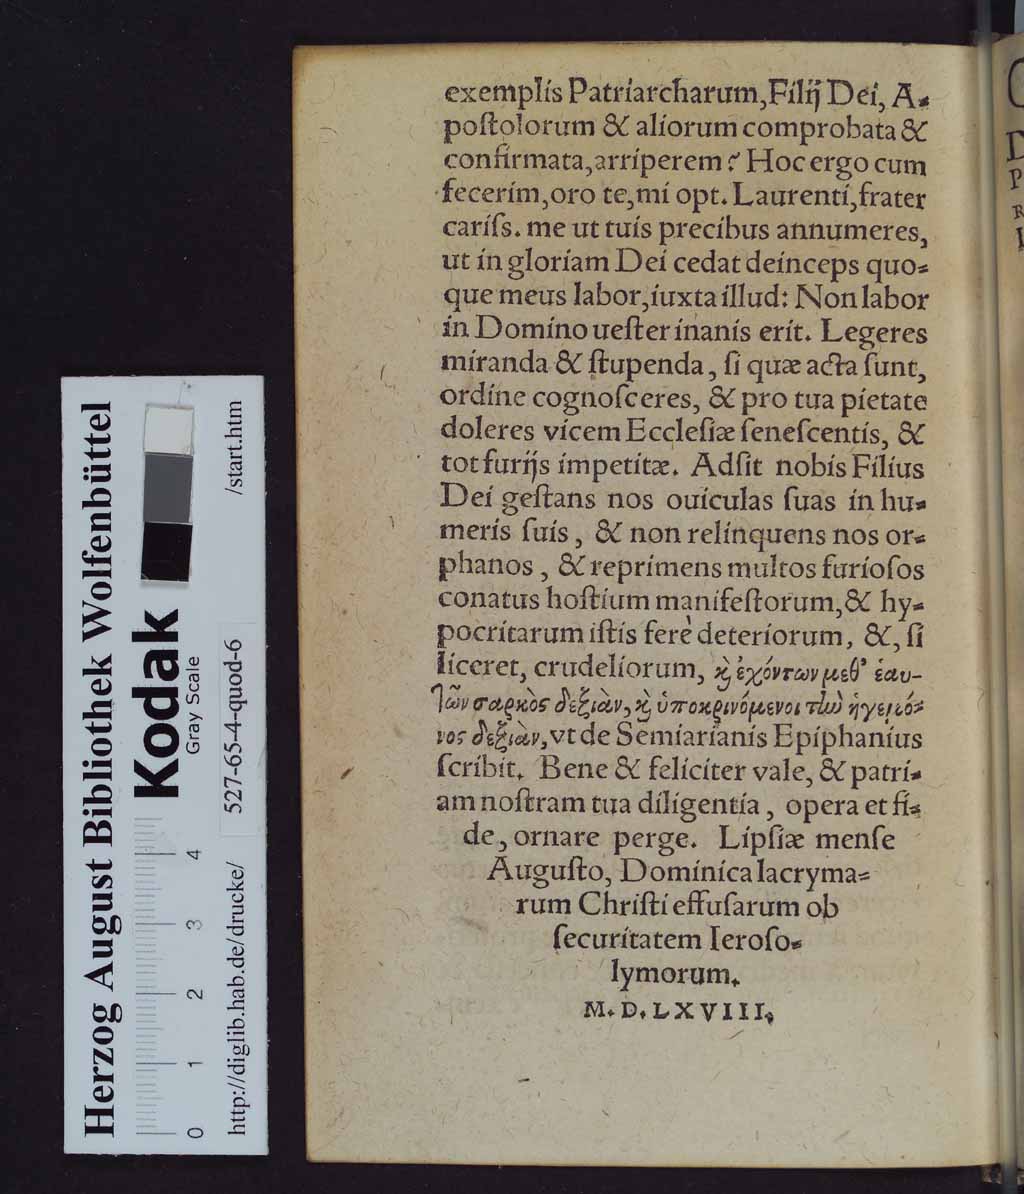 exemplis Patriarcharum, Filij Dei, A⸗
poſtolorum & aliorum comprobata &
confirmata, arriperem? Hoc ergo cum
fecerim, oro te, mi opt. Laurenti, frater
cariſs. me ut tuis precibus annumeres,
ut in gloriam Dei cedat deinceps quo⸗
que meus labor, iuxta illud: Non labor
in Domino ueſter inanis erit. Legeres
miranda & ſtupenda, ſi quæ acta ſunt,
ordine cognoſceres, & pro tua pietate
doleres vicem Eccleſiæ ſeneſcentis, &
tot furijs impetitæ. Adſit nobis Filius
Dei geſtans nos ouiculas ſuas in hu⸗
meris ſuis, & non relinquens nos or⸗
phanos, & reprimens multos furioſos
conatus hoſtium manifeſtorum, & hy⸗
pocritarum iſtis ferè deteriorum, &, ſi
liceret, crudeliorum, ϗ ἐχόντων μεθ' ἑαυ-
τῶν σαρκὸς δεξιὰν, ϗ ὑποκρινόμενοι τὴν ἡγεμό⸗
νος δεξιὰν, vt de Semiarianis Epiphanius
ſcribit. Bene & feliciter vale, & patri⸗
am noſtram tua diligentia, opera et fi⸗
de, ornare perge. Lipſiæ menſe
Auguſto, Dominica lacryma⸗
rum Chriſti effuſarum ob
ſecuritatem Ieroſo⸗
lymorum.
M. D. LXVIII.
Herzog August Bibliothek Wolfenbüttel
Kodak
Gray Scale
0 1 2 3 4
http://diglib.hab.de/drucke/ 527-65-4-quod-6 /start.htm